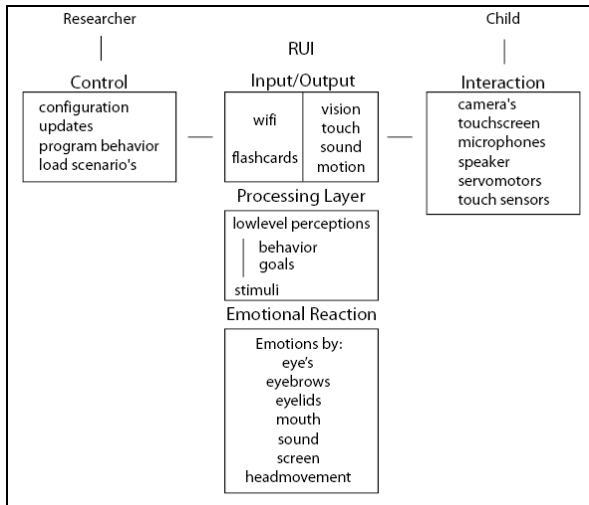 Researcher
Child
RUI
Control
configuration
updates
program behavior
load scenario's
Input/Output
wifi
flashcards
vision
touch
sound
motion
Interaction
camera's
touchscreen
microphones
speaker
servomotors
touch sensors
Processing Layer
lowlevel perceptions
behavior
goals
stimuli
Emotional Reaction
Emotions by:
eye's
eyebrows
eyelids
mouth
sound
screen
headmovement